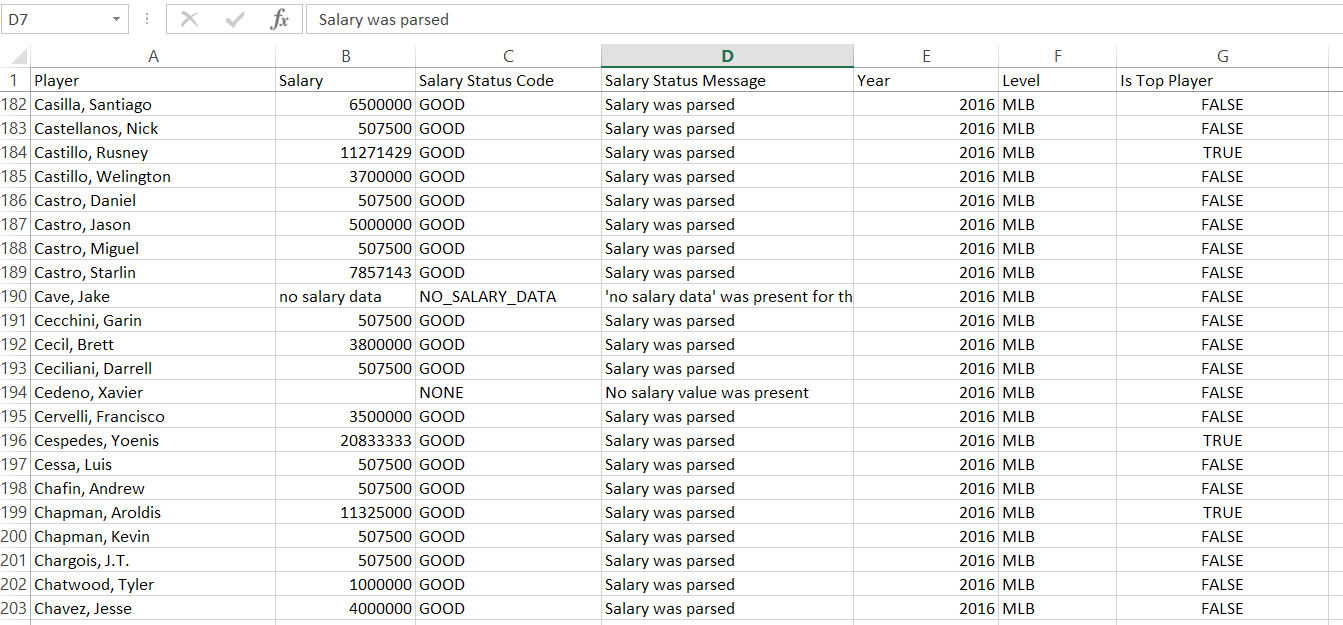 D7 fx Salary was parsed
A B C D E F G
1 Player Salary Salary Status Code Salary Status Message Year Level Is Top Player
182 Casilla, Santiago 6500000 GOOD Salary was parsed 2016 MLB FALSE
183 Castellanos, Nick 507500 GOOD Salary was parsed 2016 MLB FALSE
184 Castillo, Rusney 11271429 GOOD Salary was parsed 2016 MLB TRUE
185 Castillo, Welington 3700000 GOOD Salary was parsed 2016 MLB FALSE
186 Castro, Daniel 507500 GOOD Salary was parsed 2016 MLB FALSE
187 Castro, Jason 5000000 GOOD Salary was parsed 2016 MLB FALSE
188 Castro, Miguel 507500 GOOD Salary was parsed 2016 MLB FALSE
189 Castro, Starlin 7857143 GOOD Salary was parsed 2016 MLB FALSE
190 Cave, Jake no salary data NO_SALARY_DATA 'no salary data' was present for th 2016 MLB FALSE
191 Cecchini, Garin 507500 GOOD Salary was parsed 2016 MLB FALSE
192 Cecil, Brett 3800000 GOOD Salary was parsed 2016 MLB FALSE
193 Ceciliani, Darrell 507500 GOOD Salary was parsed 2016 MLB FALSE
194 Cedeno, Xavier NONE No salary value was present 2016 MLB FALSE
195 Cervelli, Francisco 3500000 GOOD Salary was parsed 2016 MLB FALSE
196 Cespedes, Yoenis 20833333 GOOD Salary was parsed 2016 MLB TRUE
197 Cessa, Luis 507500 GOOD Salary was parsed 2016 MLB FALSE
198 Chafin, Andrew 507500 GOOD Salary was parsed 2016 MLB FALSE
199 Chapman, Aroldis 11325000 GOOD Salary was parsed 2016 MLB TRUE
200 Chapman, Kevin 507500 GOOD Salary was parsed 2016 MLB FALSE
201 Chargois, J.T. 507500 GOOD Salary was parsed 2016 MLB FALSE
202 Chatwood, Tyler 1000000 GOOD Salary was parsed 2016 MLB FALSE
203 Chavez, Jesse 4000000 GOOD Salary was parsed 2016 MLB FALSE